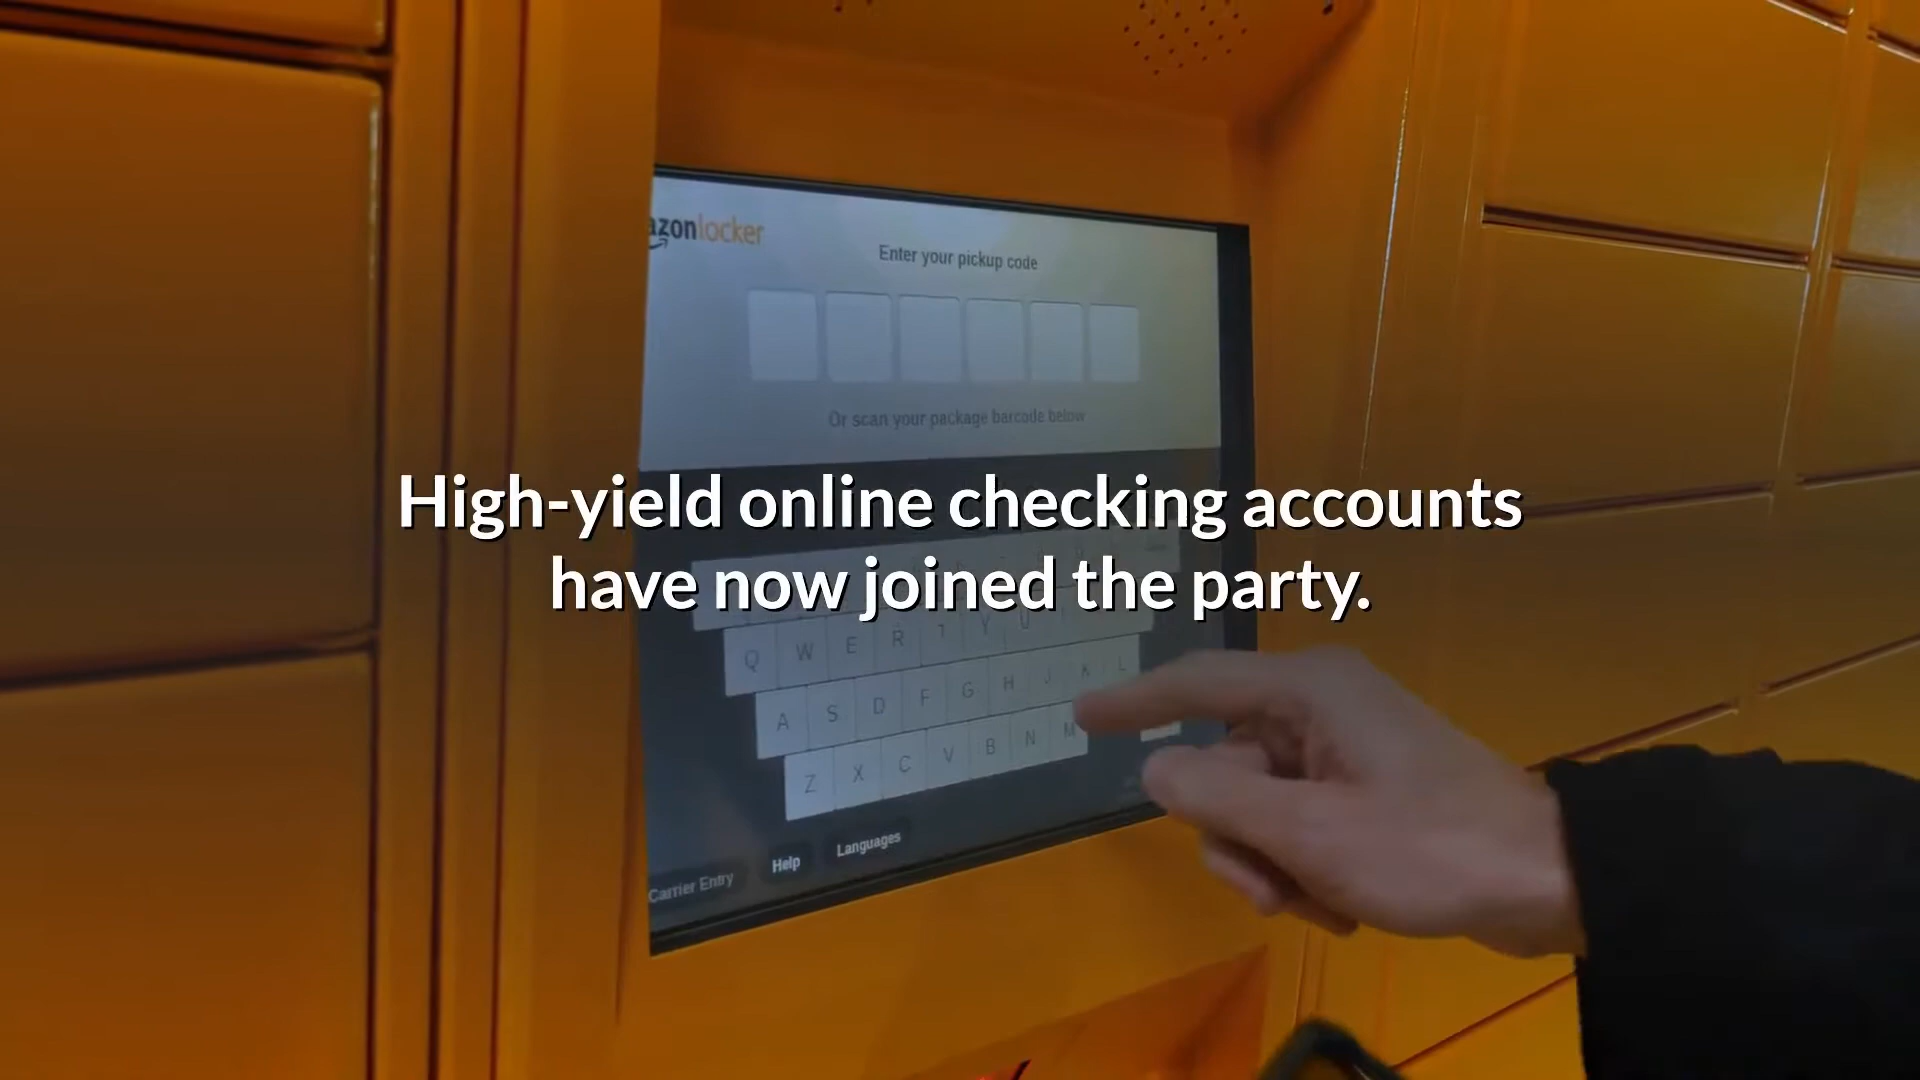 azonlocker
Enter your pickup code
Or scan your package barcode below
High-yield online checking accounts
have now joined the party.
Q W E R T Y U
A S D F G H J K L
Z X C V B N M
Carrier Entry
Help
Languages